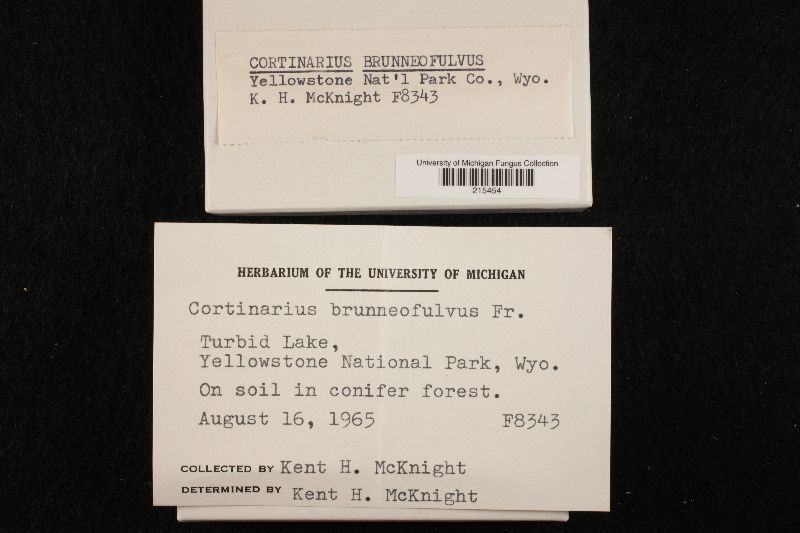 CORTINARIUS BRUNNEOFULVUS
Yellowstone Nat'l Park Co., Wyo.
K. H. McKnight F8343
University of Michigan Fungus Collection
215454
HERBARIUM OF THE UNIVERSITY OF MICHIGAN
Cortinarius brunneofulvus Fr.
Turbid Lake,
Yellowstone National Park, Wyo.
On soil in conifer forest.
August 16, 1965 F8343
COLLECTED BY Kent H. McKnight
DETERMINED BY Kent H. McKnight